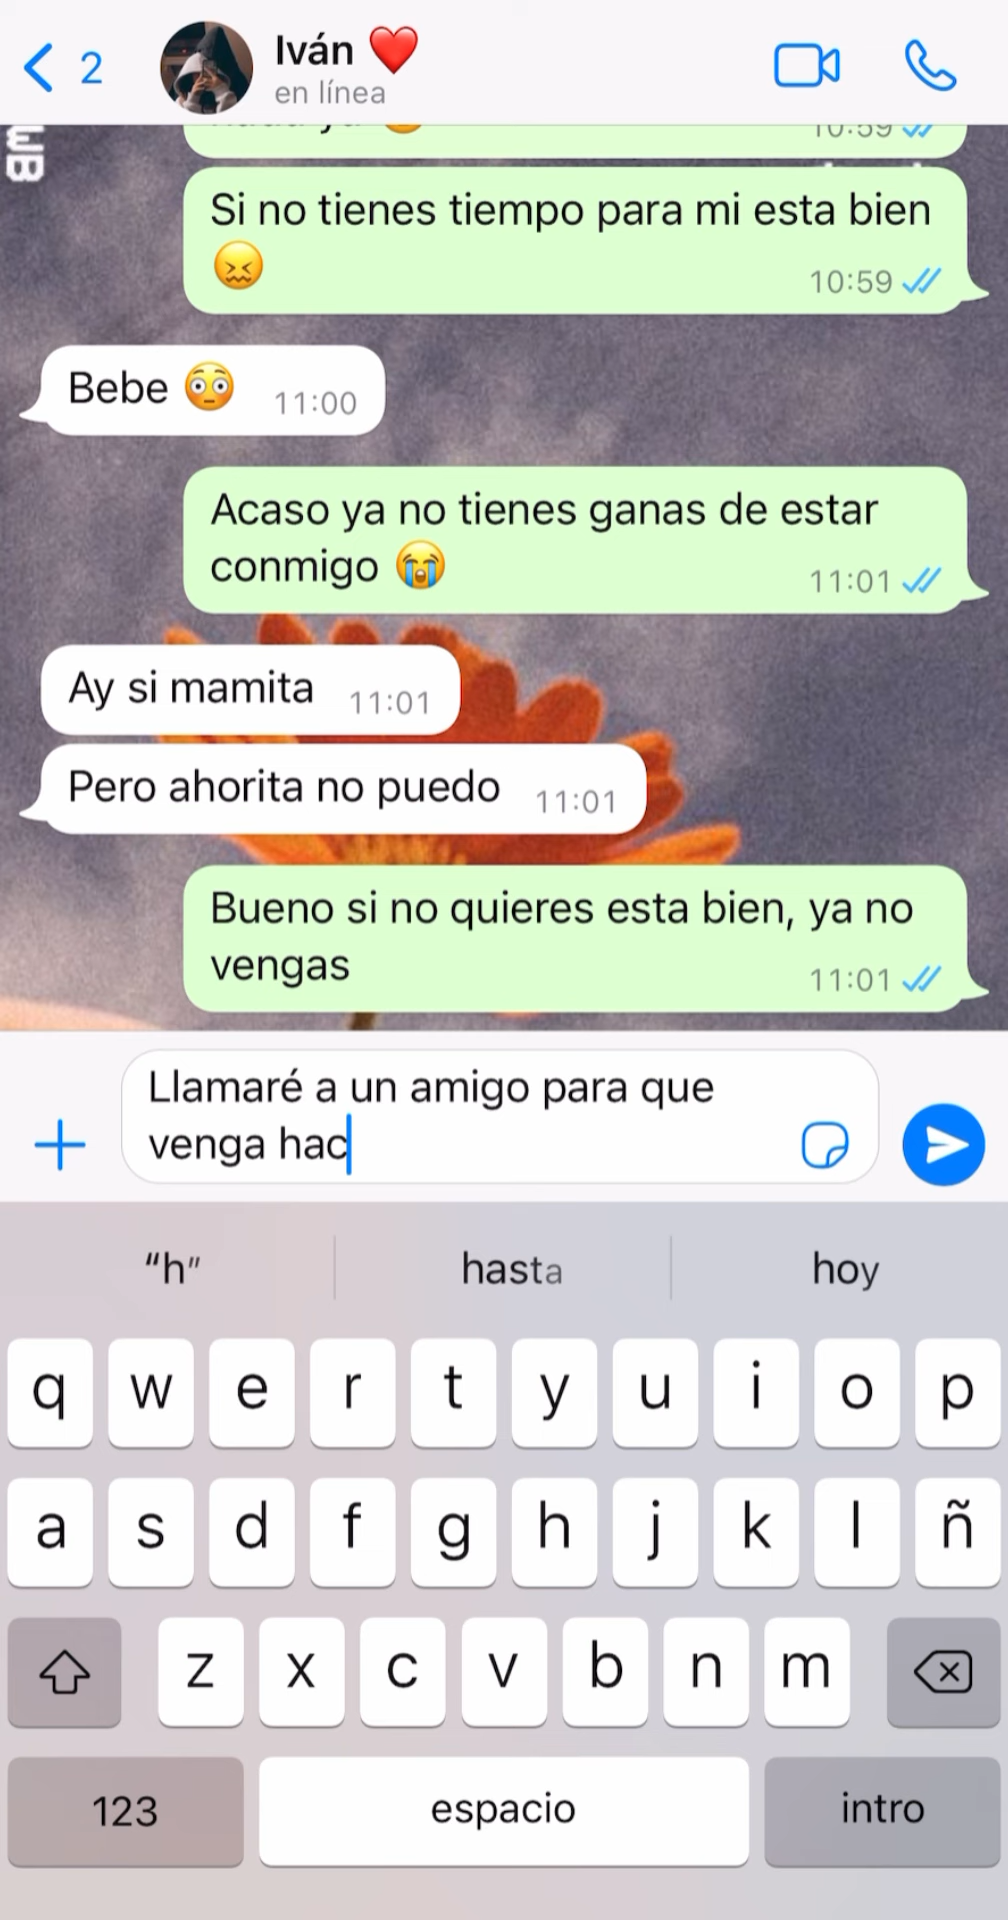 2
Iván ❤️
en línea
10:59
Si no tienes tiempo para mi esta bien
😖
10:59
Bebe 😳
11:00
Acaso ya no tienes ganas de estar
conmigo 😭
11:01
Ay si mamita
11:01
Pero ahorita no puedo
11:01
Bueno si no quieres esta bien, ya no
vengas
11:01
Llamaré a un amigo para que
venga hac
“h”
hasta
hoy
q w e r t y u i o p
a s d f g h j k l ñ
z x c v b n m
123
espacio
intro